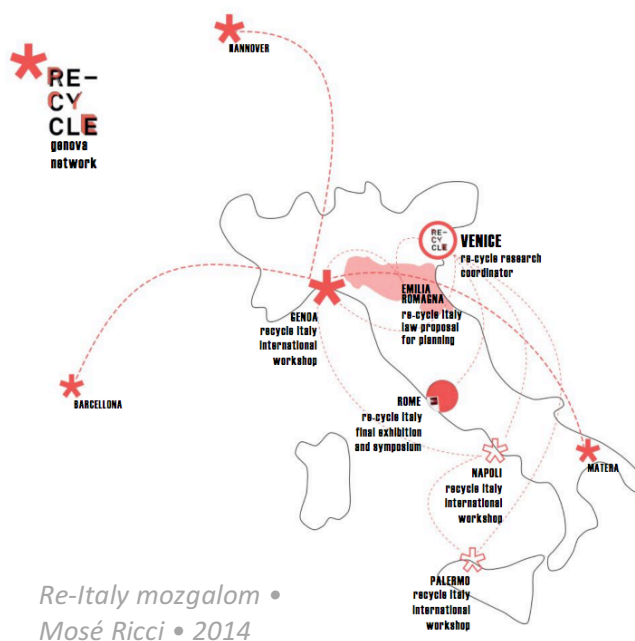 HANNOVER
RE–
CY
CLE
genova
network
RE–
CY
CLE
VENICE
re-cycle research
coordinator
EMILIA
ROMAGNA
re-cycle italy
law proposal
for planning
GENOA
recycle italy
international
workshop
BARCELLONA
ROME
re-cycle italy
final exhibition
and symposium
NAPOLI
recycle italy
international
workshop
MATERA
PALERMO
recycle italy
international
workshop
Re-Italy mozgalom •
Mosé Ricci • 2014